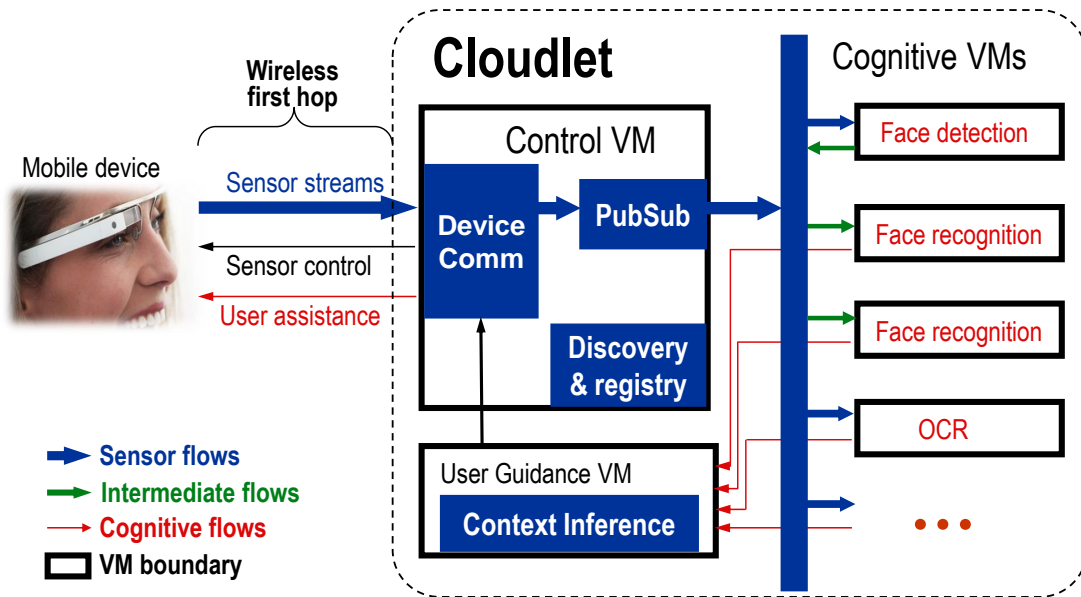 Cloudlet
Cognitive VMs
Wireless
first hop
Control VM
Face detection
Mobile device
Sensor streams
Device
Comm
PubSub
Face recognition
Sensor control
User assistance
Face recognition
Discovery
& registry
OCR
Sensor flows
Intermediate flows
Cognitive flows
VM boundary
User Guidance VM
Context Inference